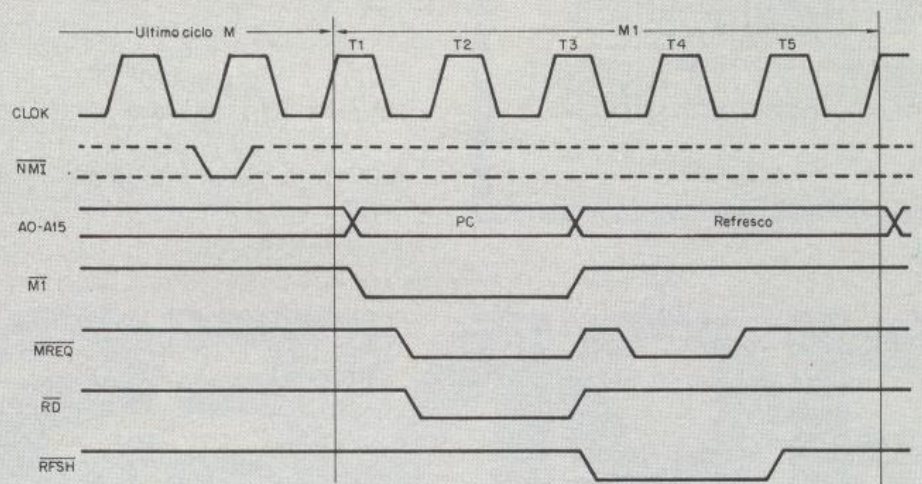 Ultimo ciclo M
M1
T1 T2 T3 T4 T5
CLOK
NMI
A0-A15 PC Refresco
M1
MREQ
RD
RFSH